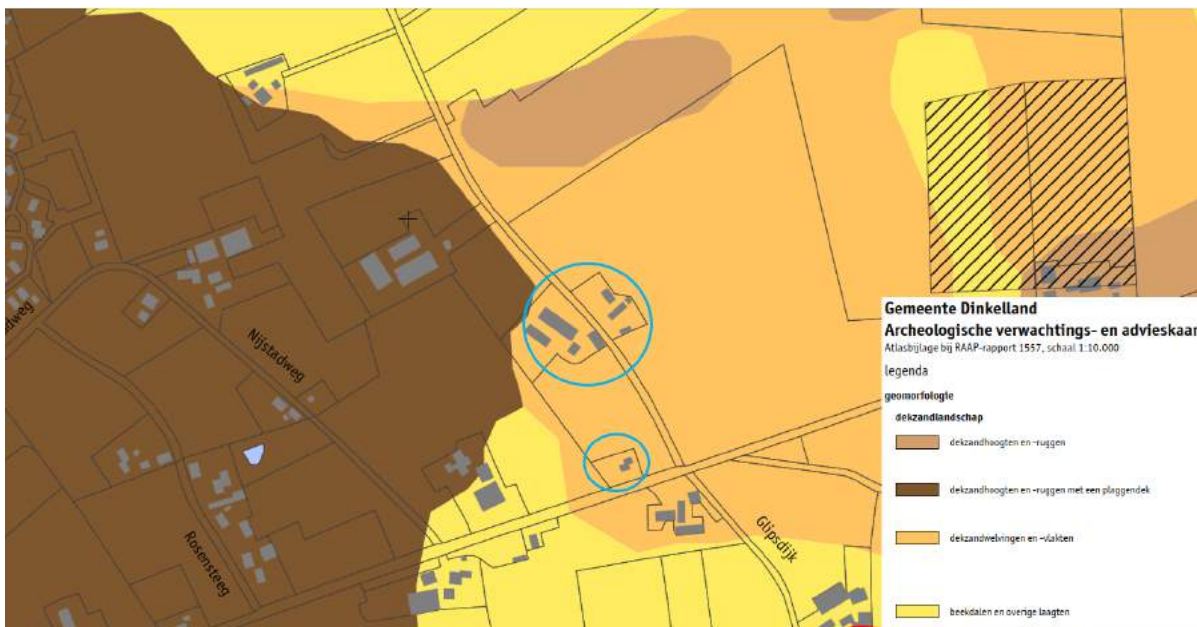 Gemeente Dinkelland
Archeologische verwachtings- en advieskaar
Atlasbijlage bij RAAP-rapport 1557, schaal 1:10.000
legenda
geomorfologie
dekzandlandschap
dekzandhoogten en -ruggen
dekzandhoogten en -ruggen met een plaggendek
dekzandwelvingen en -vlakten
beekdalen en overige laagten
Nijstadweg
Rosensteeg
Glipsdijk